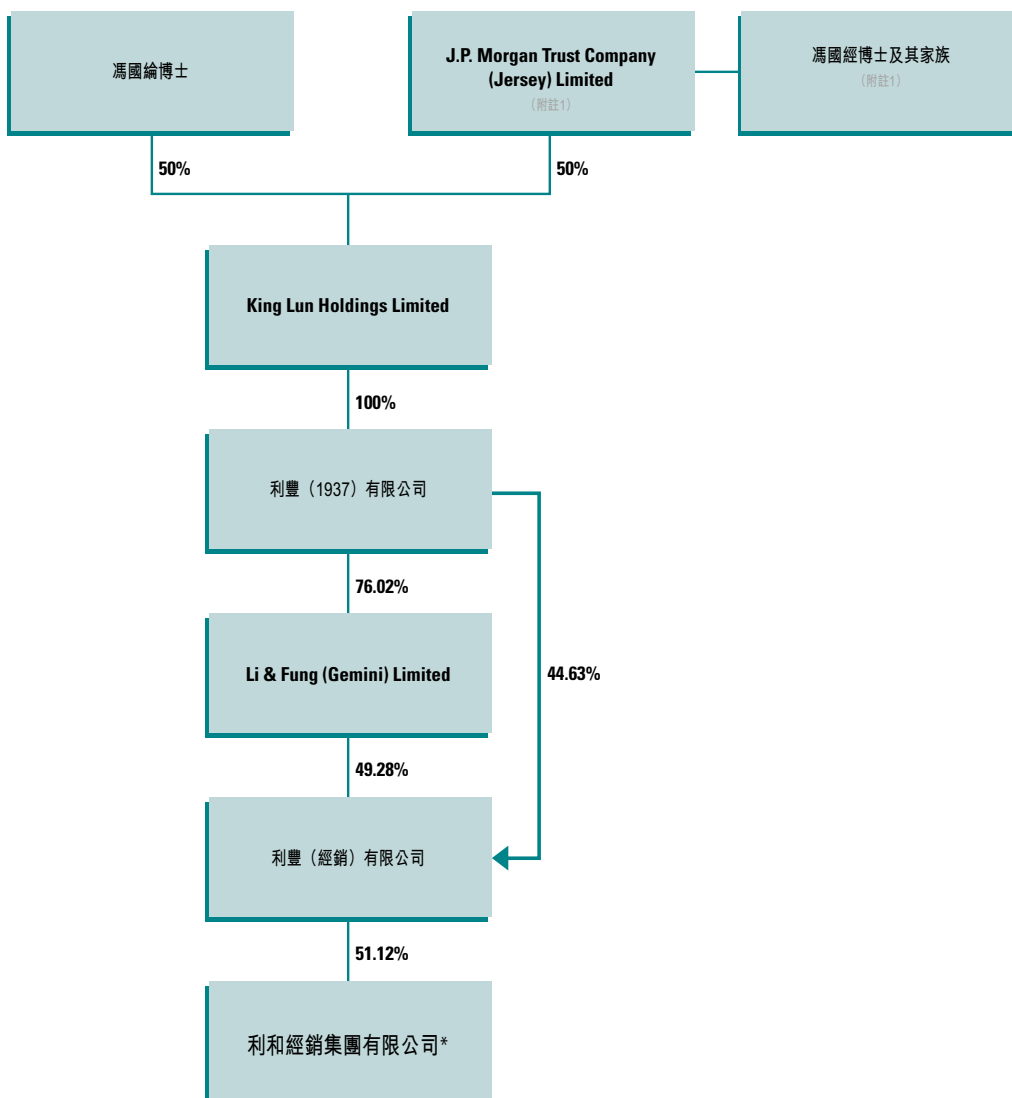 馮國綸博士
J.P. Morgan Trust Company
(Jersey) Limited
（附註1）
馮國經博士及其家族
（附註1）
50%
50%
King Lun Holdings Limited
100%
利豐（1937）有限公司
76.02%
Li & Fung (Gemini) Limited
44.63%
49.28%
利豐（經銷）有限公司
51.12%
利和經銷集團有限公司*